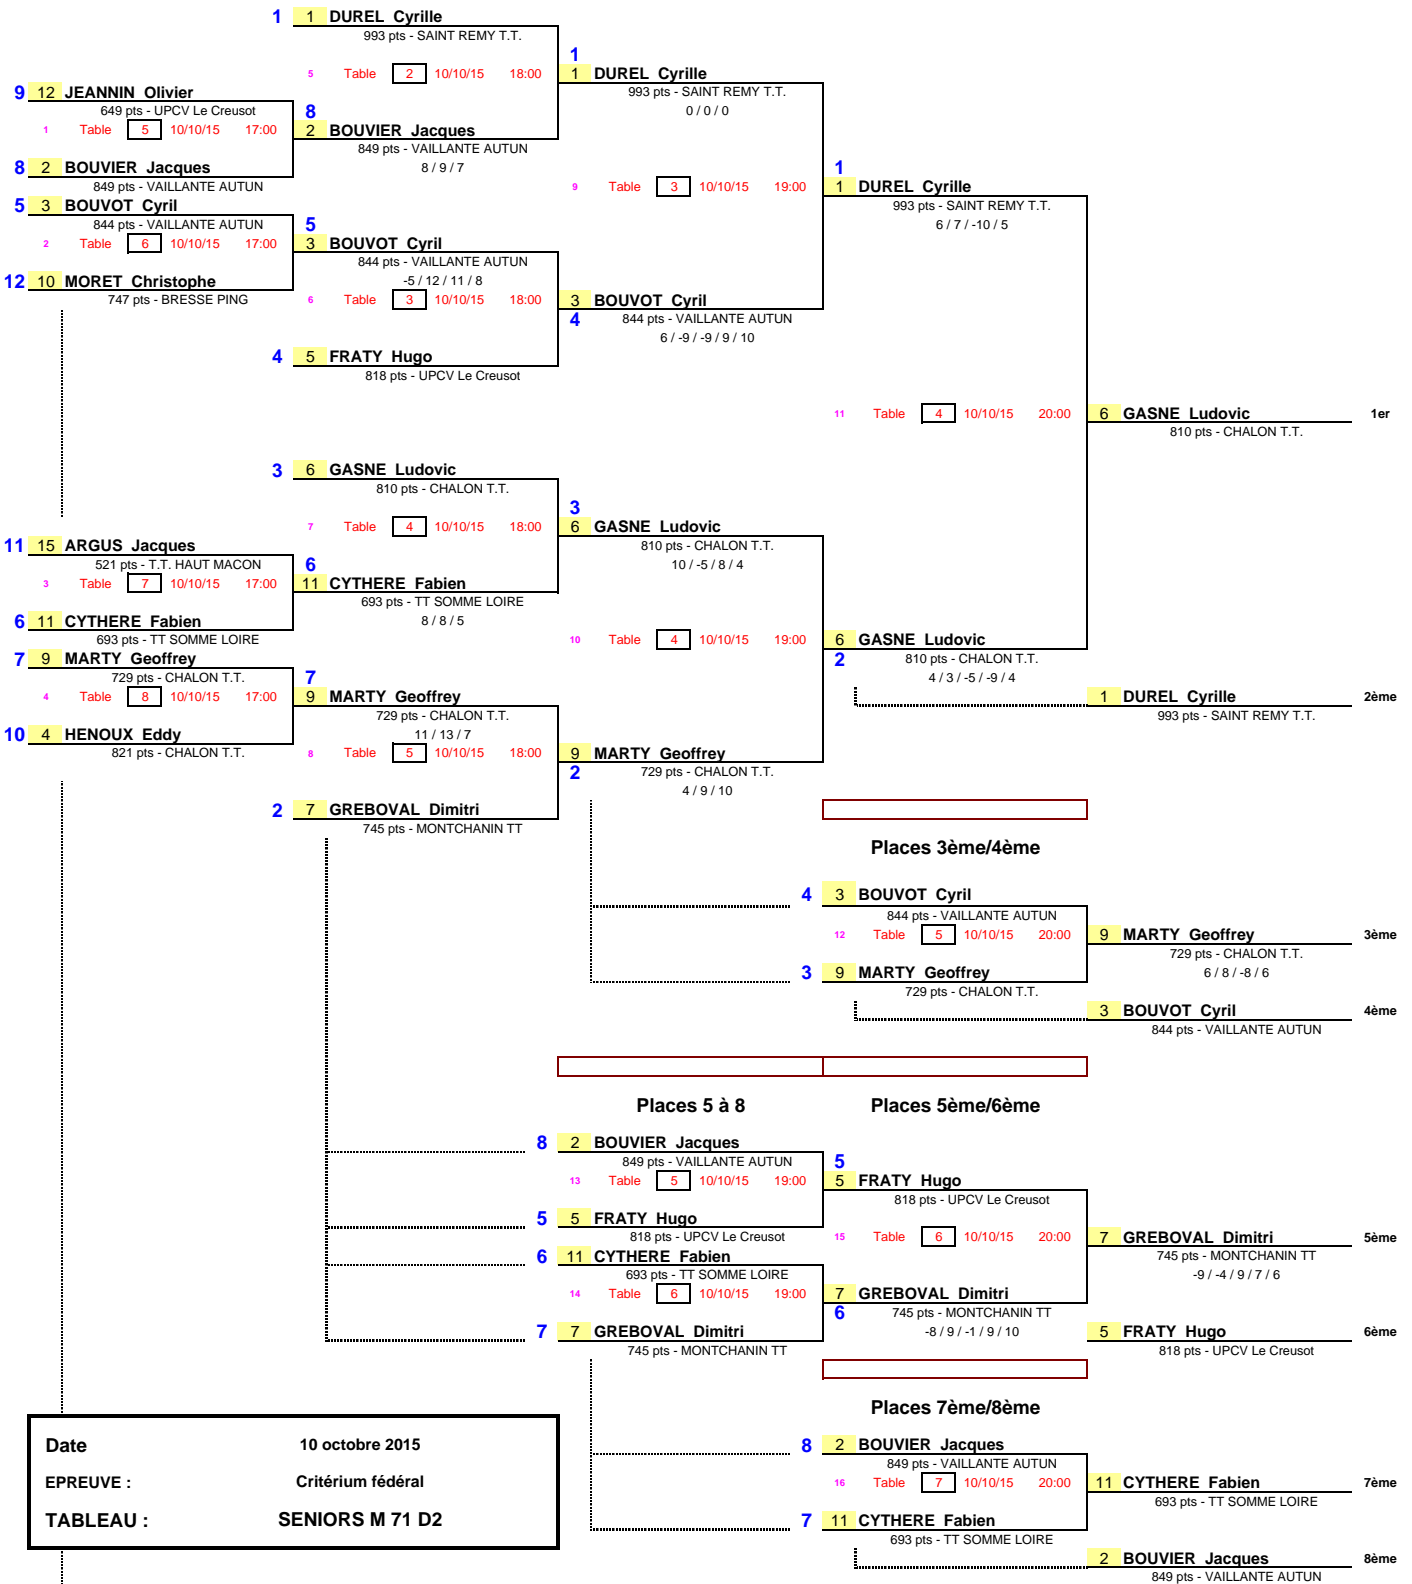 1 1 DUREL Cyrille
993 pts - SAINT REMY T.T.
5 Table 2 10/10/15 18:00
1
1 DUREL Cyrille
993 pts - SAINT REMY T.T.
0 / 0 / 0
9 12 JEANNIN Olivier
649 pts - UPCV Le Creusot
1 Table 5 10/10/15 17:00
8
2 BOUVIER Jacques
849 pts - VAILLANTE AUTUN
8 / 9 / 7
8 2 BOUVIER Jacques
849 pts - VAILLANTE AUTUN
9 Table 3 10/10/15 19:00
1
1 DUREL Cyrille
993 pts - SAINT REMY T.T.
6 / 7 / -10 / 5
5 3 BOUVOT Cyril
844 pts - VAILLANTE AUTUN
2 Table 6 10/10/15 17:00
5
3 BOUVOT Cyril
844 pts - VAILLANTE AUTUN
-5 / 12 / 11 / 8
12 10 MORET Christophe
747 pts - BRESSE PING
6 Table 3 10/10/15 18:00
3 BOUVOT Cyril
4
844 pts - VAILLANTE AUTUN
6 / -9 / -9 / 9 / 10
4 5 FRATY Hugo
818 pts - UPCV Le Creusot
11 Table 4 10/10/15 20:00
6 GASNE Ludovic 1er
810 pts - CHALON T.T.
3 6 GASNE Ludovic
810 pts - CHALON T.T.
7 Table 4 10/10/15 18:00
3
6 GASNE Ludovic
810 pts - CHALON T.T.
10 / -5 / 8 / 4
11 15 ARGUS Jacques
521 pts - T.T. HAUT MACON
3 Table 7 10/10/15 17:00
6
11 CYTHERE Fabien
693 pts - TT SOMME LOIRE
8 / 8 / 5
6 11 CYTHERE Fabien
693 pts - TT SOMME LOIRE
10 Table 4 10/10/15 19:00
6 GASNE Ludovic
2
810 pts - CHALON T.T.
4 / 3 / -5 / -9 / 4
7 9 MARTY Geoffrey
729 pts - CHALON T.T.
4 Table 8 10/10/15 17:00
7
9 MARTY Geoffrey
729 pts - CHALON T.T.
11 / 13 / 7
1 DUREL Cyrille 2ème
993 pts - SAINT REMY T.T.
10 4 HENOUX Eddy
821 pts - CHALON T.T.
8 Table 5 10/10/15 18:00
9 MARTY Geoffrey
2
729 pts - CHALON T.T.
4 / 9 / 10
2 7 GREBOVAL Dimitri
745 pts - MONTCHANIN TT
Places 3ème/4ème
4 3 BOUVOT Cyril
844 pts - VAILLANTE AUTUN
12 Table 5 10/10/15 20:00
9 MARTY Geoffrey 3ème
729 pts - CHALON T.T.
6 / 8 / -8 / 6
3 9 MARTY Geoffrey
729 pts - CHALON T.T.
3 BOUVOT Cyril 4ème
844 pts - VAILLANTE AUTUN
Places 5 à 8 Places 5ème/6ème
8 2 BOUVIER Jacques
849 pts - VAILLANTE AUTUN
13 Table 5 10/10/15 19:00
5
5 FRATY Hugo
818 pts - UPCV Le Creusot
5 5 FRATY Hugo
818 pts - UPCV Le Creusot
15 Table 6 10/10/15 20:00
7 GREBOVAL Dimitri 5ème
745 pts - MONTCHANIN TT
-9 / -4 / 9 / 7 / 6
6 11 CYTHERE Fabien
693 pts - TT SOMME LOIRE
14 Table 6 10/10/15 19:00
7 GREBOVAL Dimitri
6
745 pts - MONTCHANIN TT
-8 / 9 / -1 / 9 / 10
7 7 GREBOVAL Dimitri
745 pts - MONTCHANIN TT
5 FRATY Hugo 6ème
818 pts - UPCV Le Creusot
Places 7ème/8ème
8 2 BOUVIER Jacques
849 pts - VAILLANTE AUTUN
16 Table 7 10/10/15 20:00
11 CYTHERE Fabien 7ème
693 pts - TT SOMME LOIRE
7 11 CYTHERE Fabien
693 pts - TT SOMME LOIRE
2 BOUVIER Jacques 8ème
849 pts - VAILLANTE AUTUN
Date 10 octobre 2015
EPREUVE : Critérium fédéral
TABLEAU : SENIORS M 71 D2